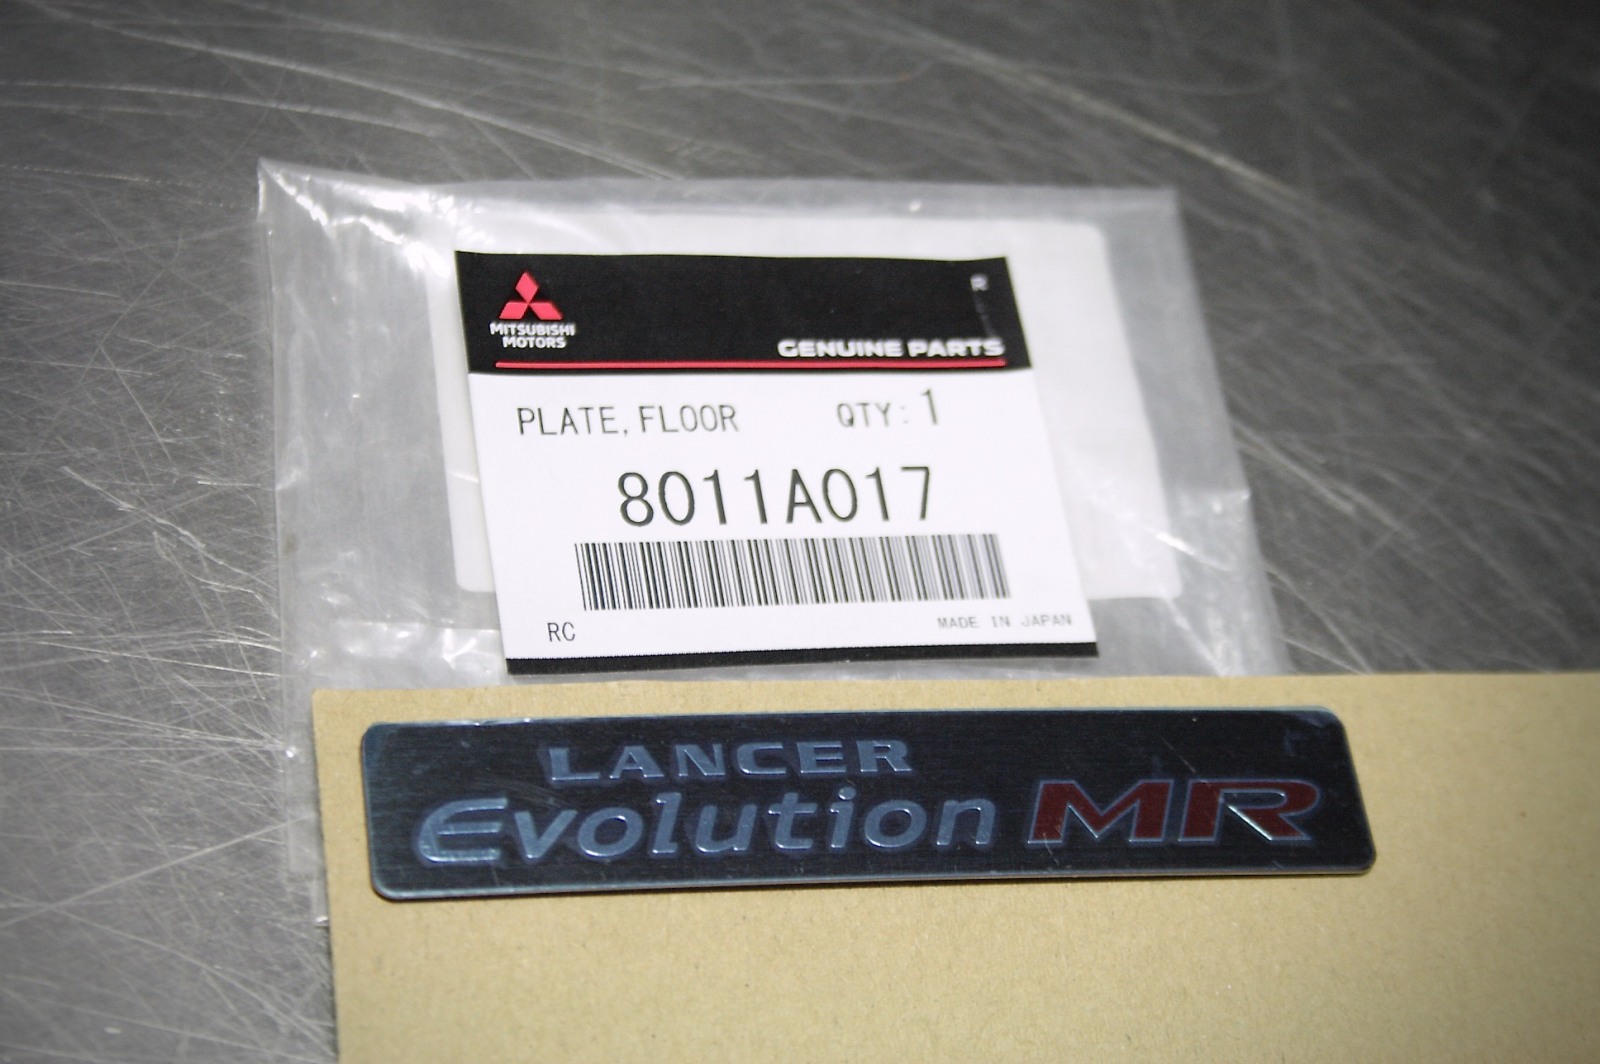 R
MITSUBISHI
MOTORS
GENUINE PARTS
PLATE, FLOOR QTY: 1
8011A017
RC MADE IN JAPAN
LANCER
Evolution MR